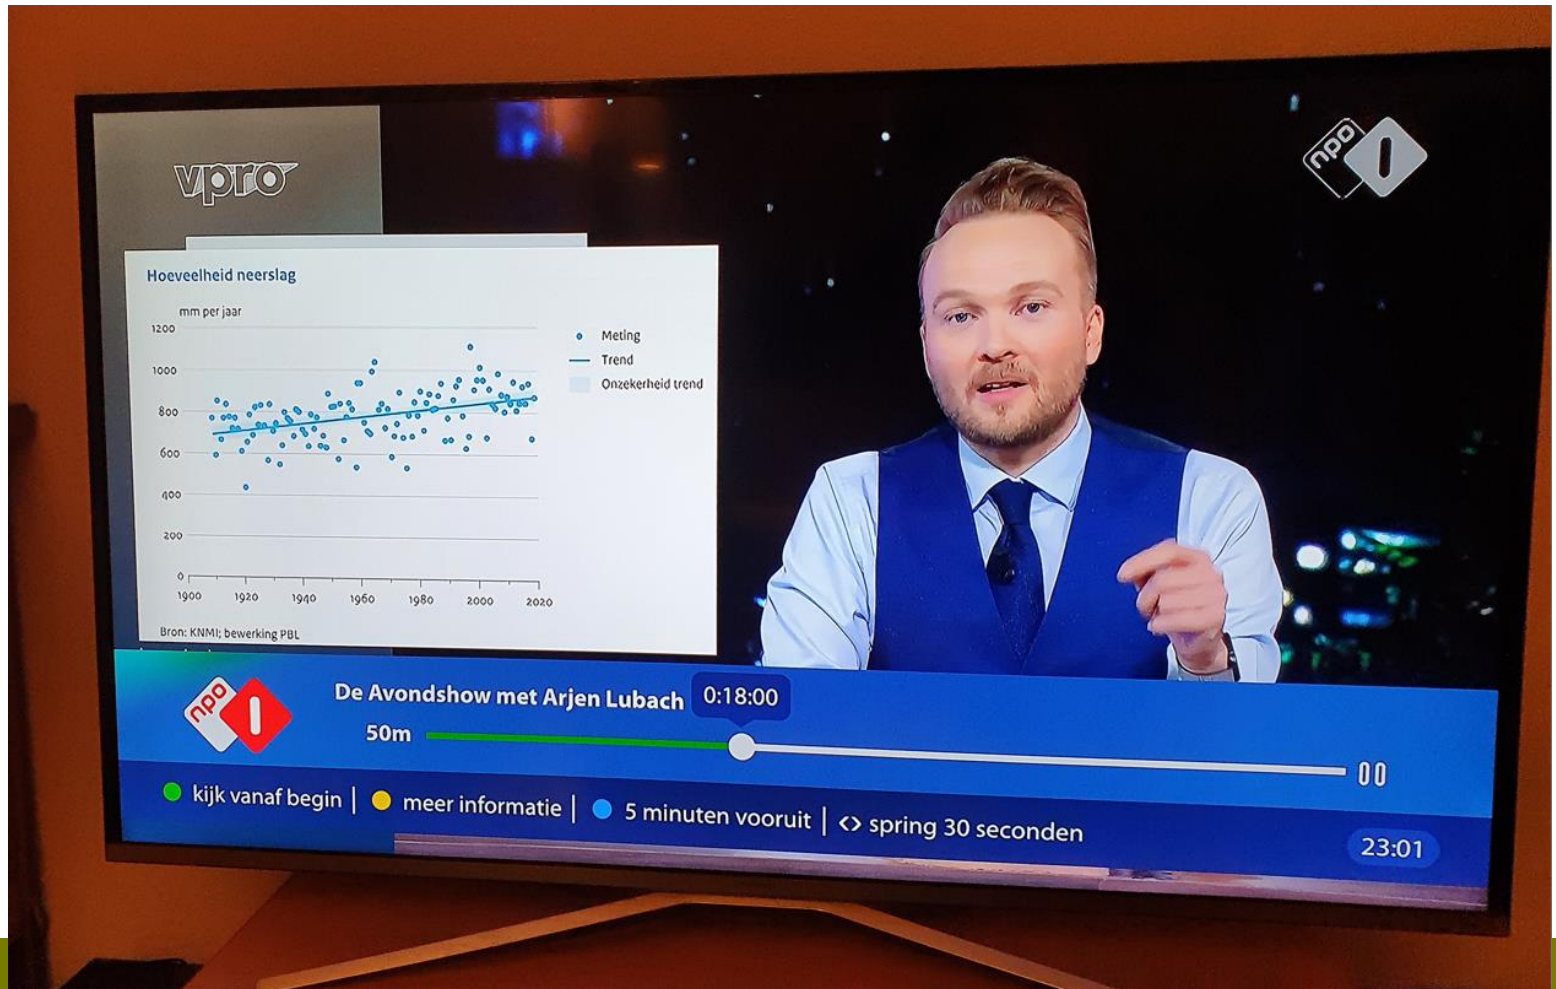 vpro
npo 1
Hoeveelheid neerslag
mm per jaar
1200
1000
800
600
400
200
0
1900 1920 1940 1960 1980 2000 2020
Meting
Trend
Onzekerheid trend
Bron: KNMI; bewerking PBL
npo 1
De Avondshow met Arjen Lubach 0:18:00
50m
kijk vanaf begin | meer informatie | 5 minuten vooruit | <> spring 30 seconden
23:01